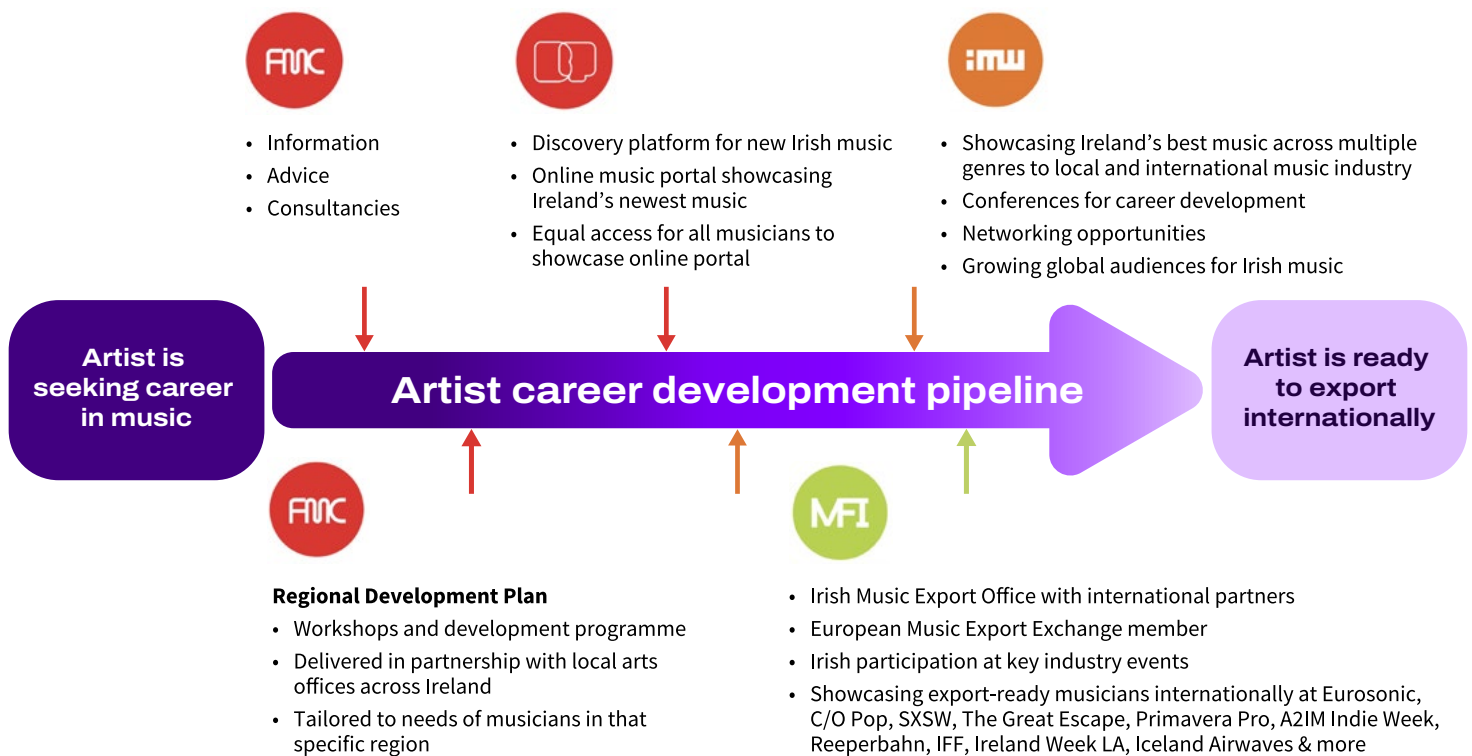 FMC
• Information
• Advice
• Consultancies
• Discovery platform for new Irish music
• Online music portal showcasing
Ireland’s newest music
• Equal access for all musicians to
showcase online portal
:mw
• Showcasing Ireland’s best music across multiple
genres to local and international music industry
• Conferences for career development
• Networking opportunities
• Growing global audiences for Irish music
Artist is
seeking career
in music
Artist career development pipeline
Artist is ready
to export
internationally
FMC
Regional Development Plan
• Workshops and development programme
• Delivered in partnership with local arts
offices across Ireland
• Tailored to needs of musicians in that
specific region
MFI
• Irish Music Export Office with international partners
• European Music Export Exchange member
• Irish participation at key industry events
• Showcasing export-ready musicians internationally at Eurosonic,
C/O Pop, SXSW, The Great Escape, Primavera Pro, A2IM Indie Week,
Reeperbahn, IFF, Ireland Week LA, Iceland Airwaves & more